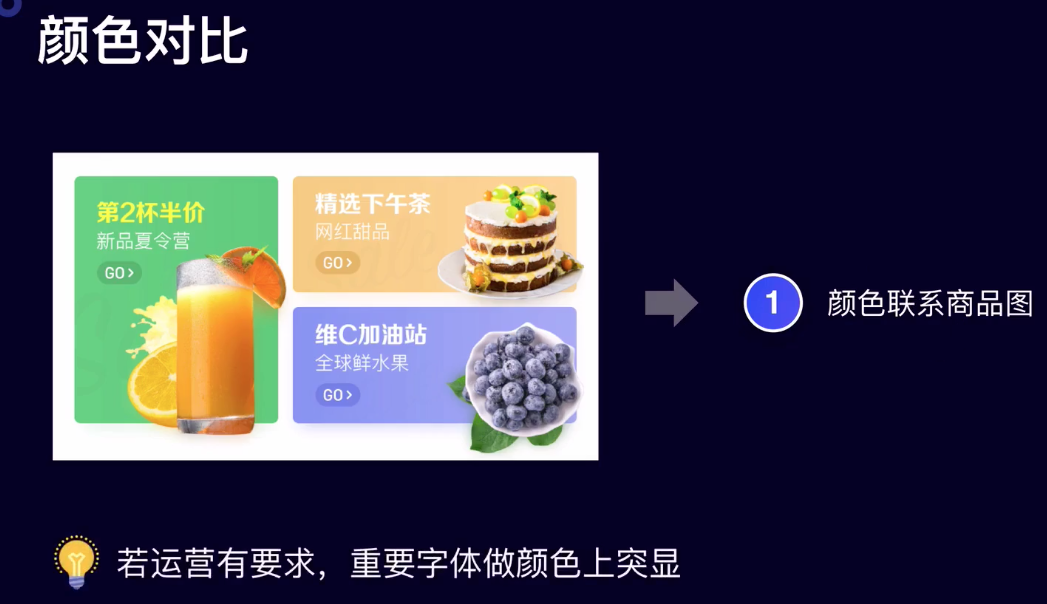 颜色对比
第2杯半价
新品夏令营
GO>
精选下午茶
网红甜品
GO>
维C加油站
全球鲜水果
GO>
1
颜色联系商品图
若运营有要求，重要字体做颜色上突显